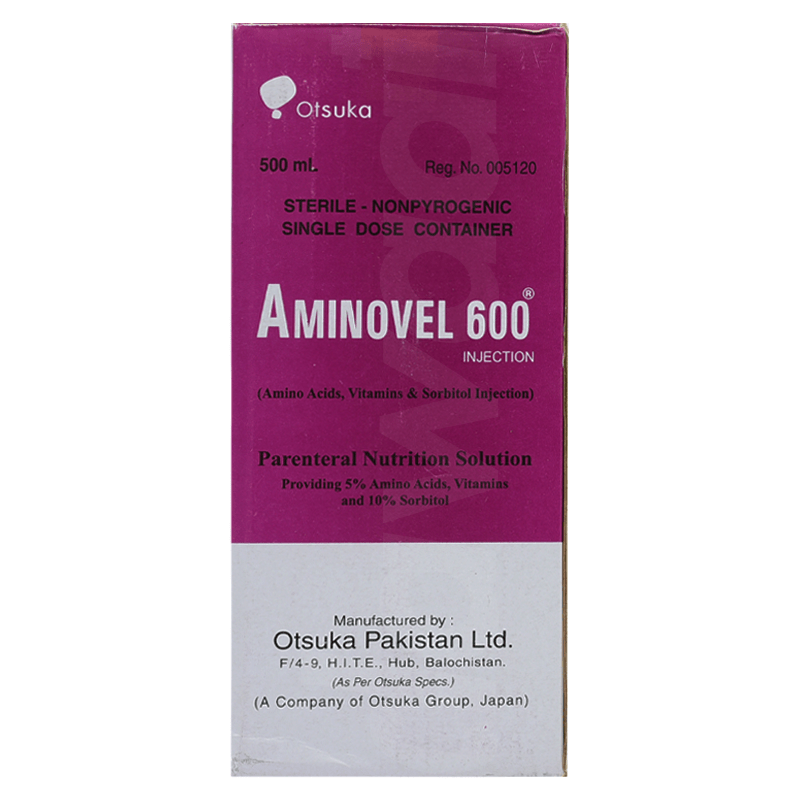 Otsuka
500 mL
Reg. No. 005120
STERILE - NONPYROGENIC
SINGLE DOSE CONTAINER
AMINOVEL 600®
INJECTION
(Amino Acids, Vitamins & Sorbitol Injection)
Parenteral Nutrition Solution
Providing 5% Amino Acids, Vitamins
and 10% Sorbitol
Manufactured by :
Otsuka Pakistan Ltd.
F/4-9, H.I.T.E., Hub, Balochistan.
(As Per Otsuka Specs.)
(A Company of Otsuka Group, Japan)